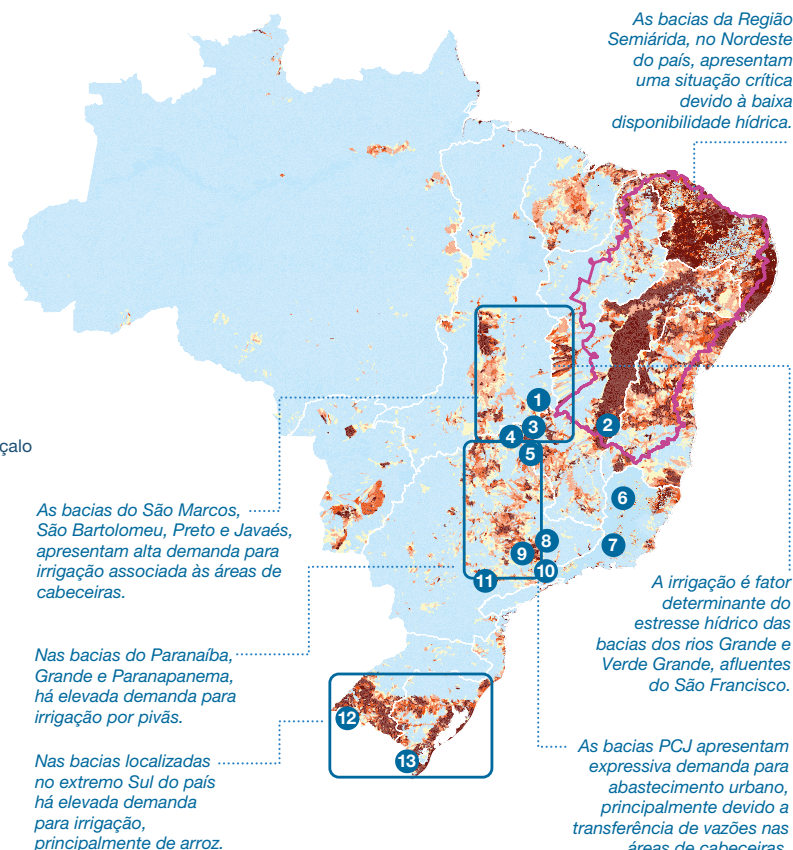 As bacias da Região
Semiárida, no Nordeste
do país, apresentam
uma situação crítica
devido à baixa
disponibilidade hídrica.
1
2
3
4
5
çalo
6
As bacias do São Marcos,
São Bartolomeu, Preto e Javaés,
apresentam alta demanda para
irrigação associada às áreas de
cabeceiras.
7
8
9
10
11
A irrigação é fator
determinante do
estresse hídrico das
bacias dos rios Grande e
Verde Grande, afluentes
do São Francisco.
Nas bacias do Paranaíba,
Grande e Paranapanema,
há elevada demanda para
irrigação por pivãs.
12
13
Nas bacias localizadas
no extremo Sul do país
há elevada demanda
para irrigação,
principalmente de arroz.
As bacias PCJ apresentam
expressiva demanda para
abastecimento urbano,
principalmente devido a
transferência de vazões nas
áreas de cabeceiras.